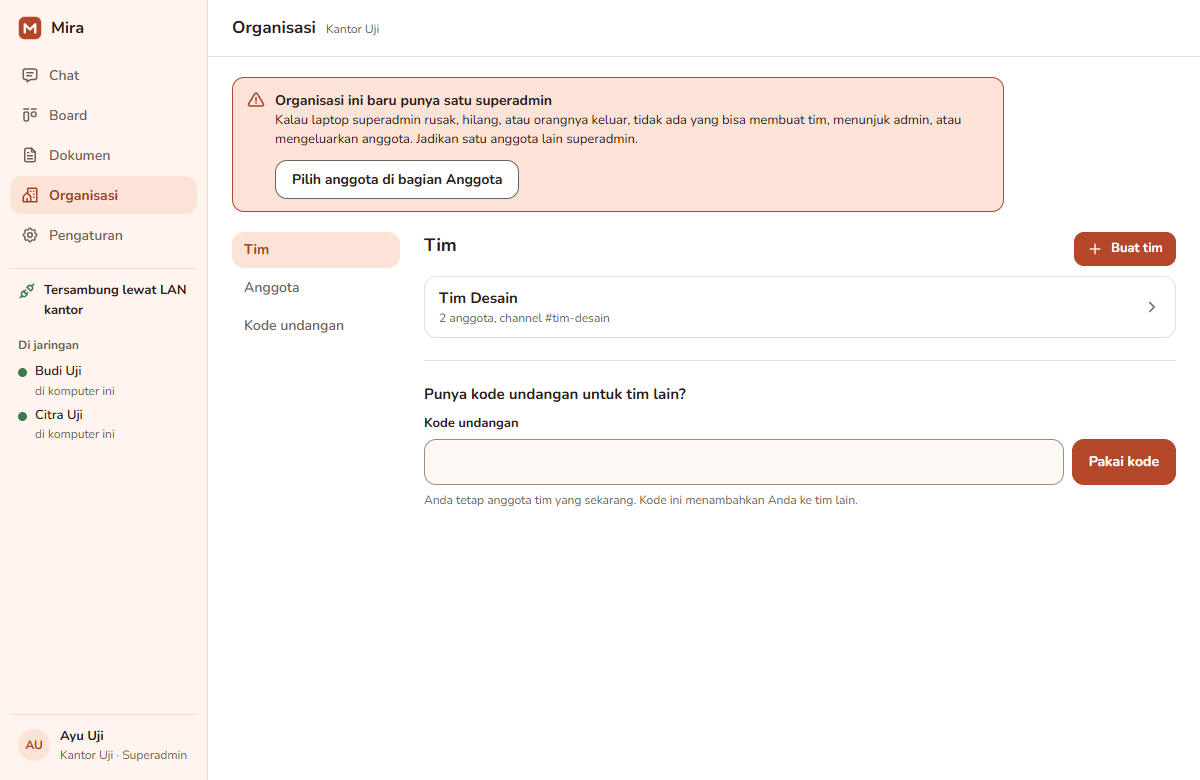 Mira
Chat
Board
Dokumen
Organisasi
Pengaturan
Tersambung lewat LAN
kantor
Di jaringan
Budi Uji
di komputer ini
Citra Uji
di komputer ini
AU
Ayu Uji
Kantor Uji · Superadmin
Organisasi Kantor Uji
Organisasi ini baru punya satu superadmin
Kalau laptop superadmin rusak, hilang, atau orangnya keluar, tidak ada yang bisa membuat tim, menunjuk admin, atau
mengeluarkan anggota. Jadikan satu anggota lain superadmin.
Pilih anggota di bagian Anggota
Tim
Anggota
Kode undangan
Tim
Buat tim
Tim Desain
2 anggota, channel #tim-desain
Punya kode undangan untuk tim lain?
Kode undangan
Pakai kode
Anda tetap anggota tim yang sekarang. Kode ini menambahkan Anda ke tim lain.